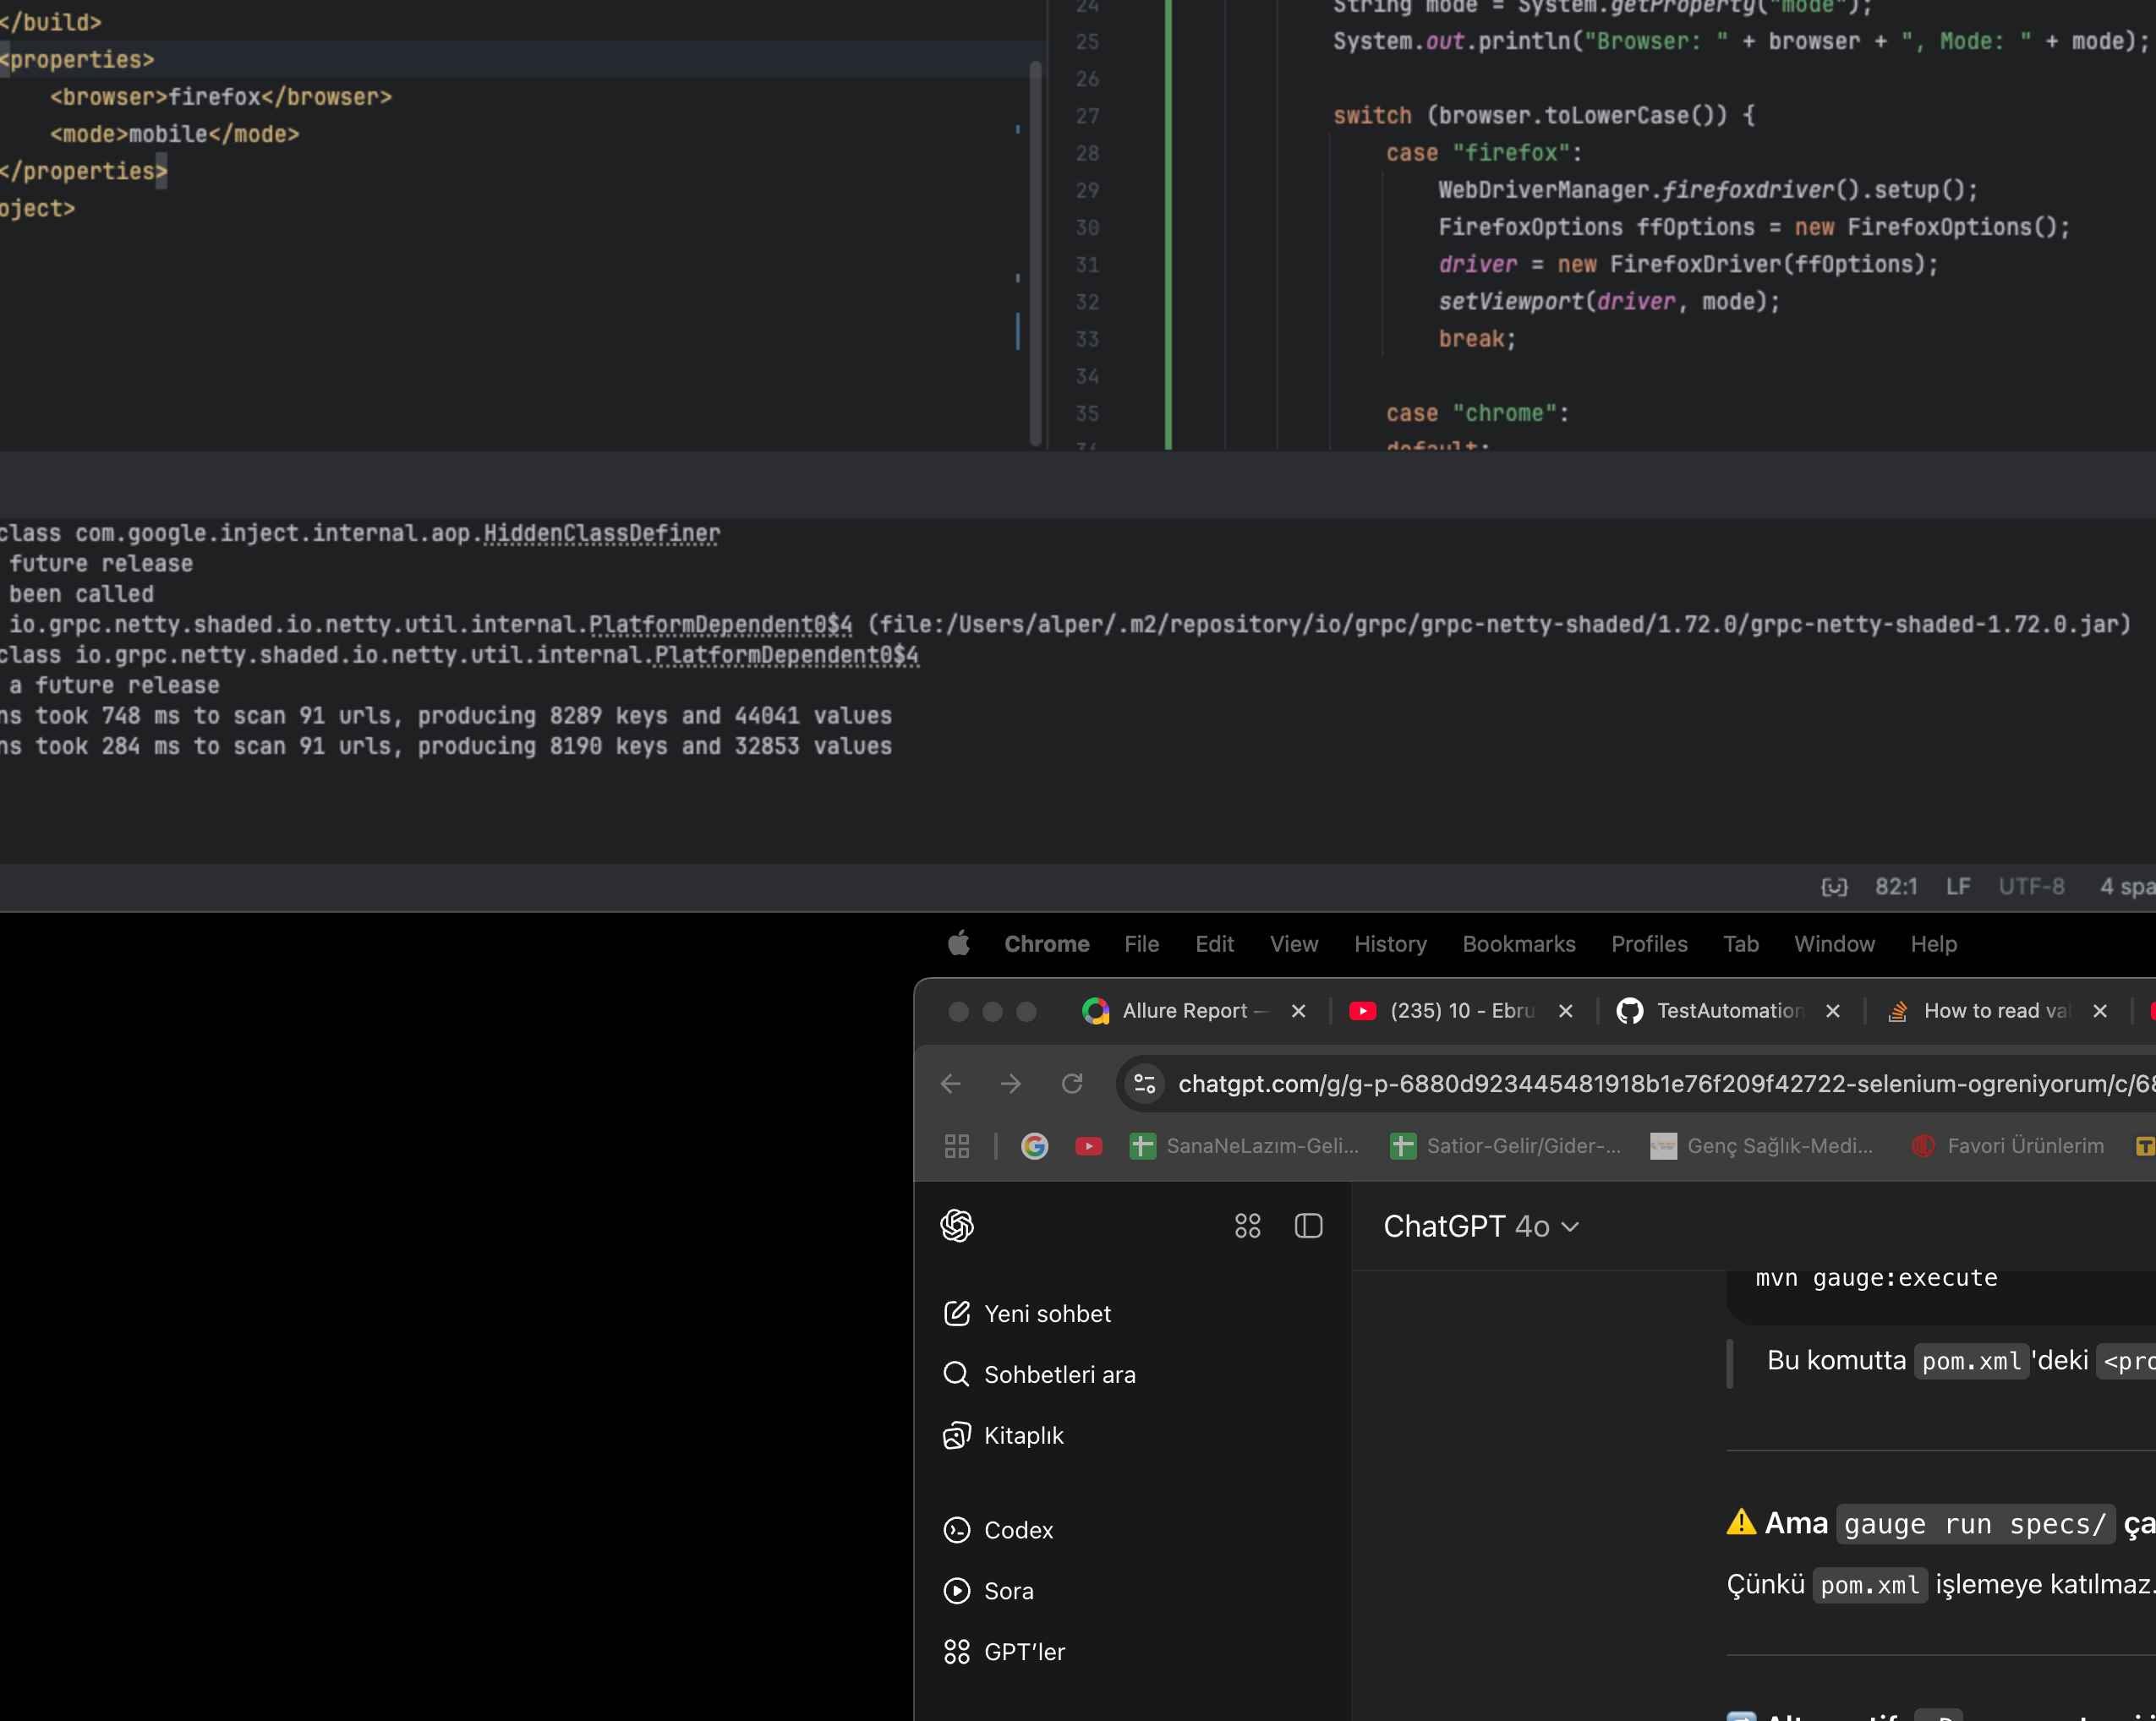 </build>
<properties>
<browser>firefox</browser>
<mode>mobile</mode>
</properties>
oject>
24 String mode = System.getProperty("mode");
25 System.out.println("Browser: " + browser + ", Mode: " + mode);
26
27 switch (browser.toLowerCase()) {
28 case "firefox":
29 WebDriverManager.firefoxdriver().setup();
30 FirefoxOptions ffOptions = new FirefoxOptions();
31 driver = new FirefoxDriver(ffOptions);
32 setViewport(driver, mode);
33 break;
34
35 case "chrome":
36 default:
class com.google.inject.internal.aop.HiddenClassDefiner
future release
been called
io.grpc.netty.shaded.io.netty.util.internal.PlatformDependent0$4 (file:/Users/alper/.m2/repository/io/grpc/grpc-netty-shaded/1.72.0/grpc-netty-shaded-1.72.0.jar)
class io.grpc.netty.shaded.io.netty.util.internal.PlatformDependent0$4
a future release
ns took 748 ms to scan 91 urls, producing 8289 keys and 44041 values
ns took 284 ms to scan 91 urls, producing 8190 keys and 32853 values
82:1 LF UTF-8 4 spa
Chrome File Edit View History Bookmarks Profiles Tab Window Help
Allure Report — (235) 10 - Ebru TestAutomation How to read val
chatgpt.com/g/g-p-6880d923445481918b1e76f209f42722-selenium-ogreniyorum/c/68
SanaNeLazım-Geli... Satior-Gelir/Gider-... Genç Sağlık-Medi... Favori Ürünlerim
ChatGPT 4o
Yeni sohbet
Sohbetleri ara
Kitaplık
Codex
Sora
GPT'ler
mvn gauge:execute
Bu komutta pom.xml'deki <pro
Ama gauge run specs/ ça
Çünkü pom.xml işlemeye katılmaz.